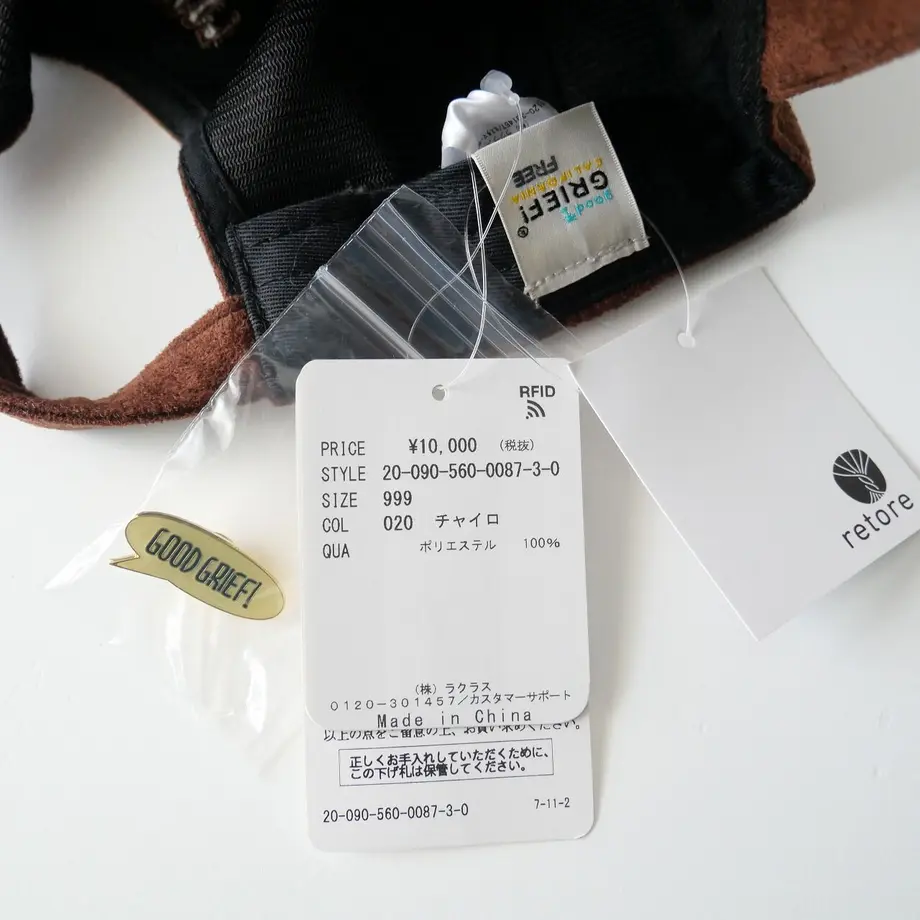 good
GRIEF!®
CALIFORNIA
FREE
RFID
PRICE ¥10,000 (税抜)
STYLE 20-090-560-0087-3-0
SIZE 999
COL 020 チャイロ
QUA ポリエステル 100%
(株)ラクラス
0120-301457/カスタマーサポート
Made in China
以上の点をご留意の上、お買い求めください。
正しくお手入れしていただくために、
この下げ札は保管してください。
20-090-560-0087-3-0 7-11-2
GOOD GRIEF!
retore